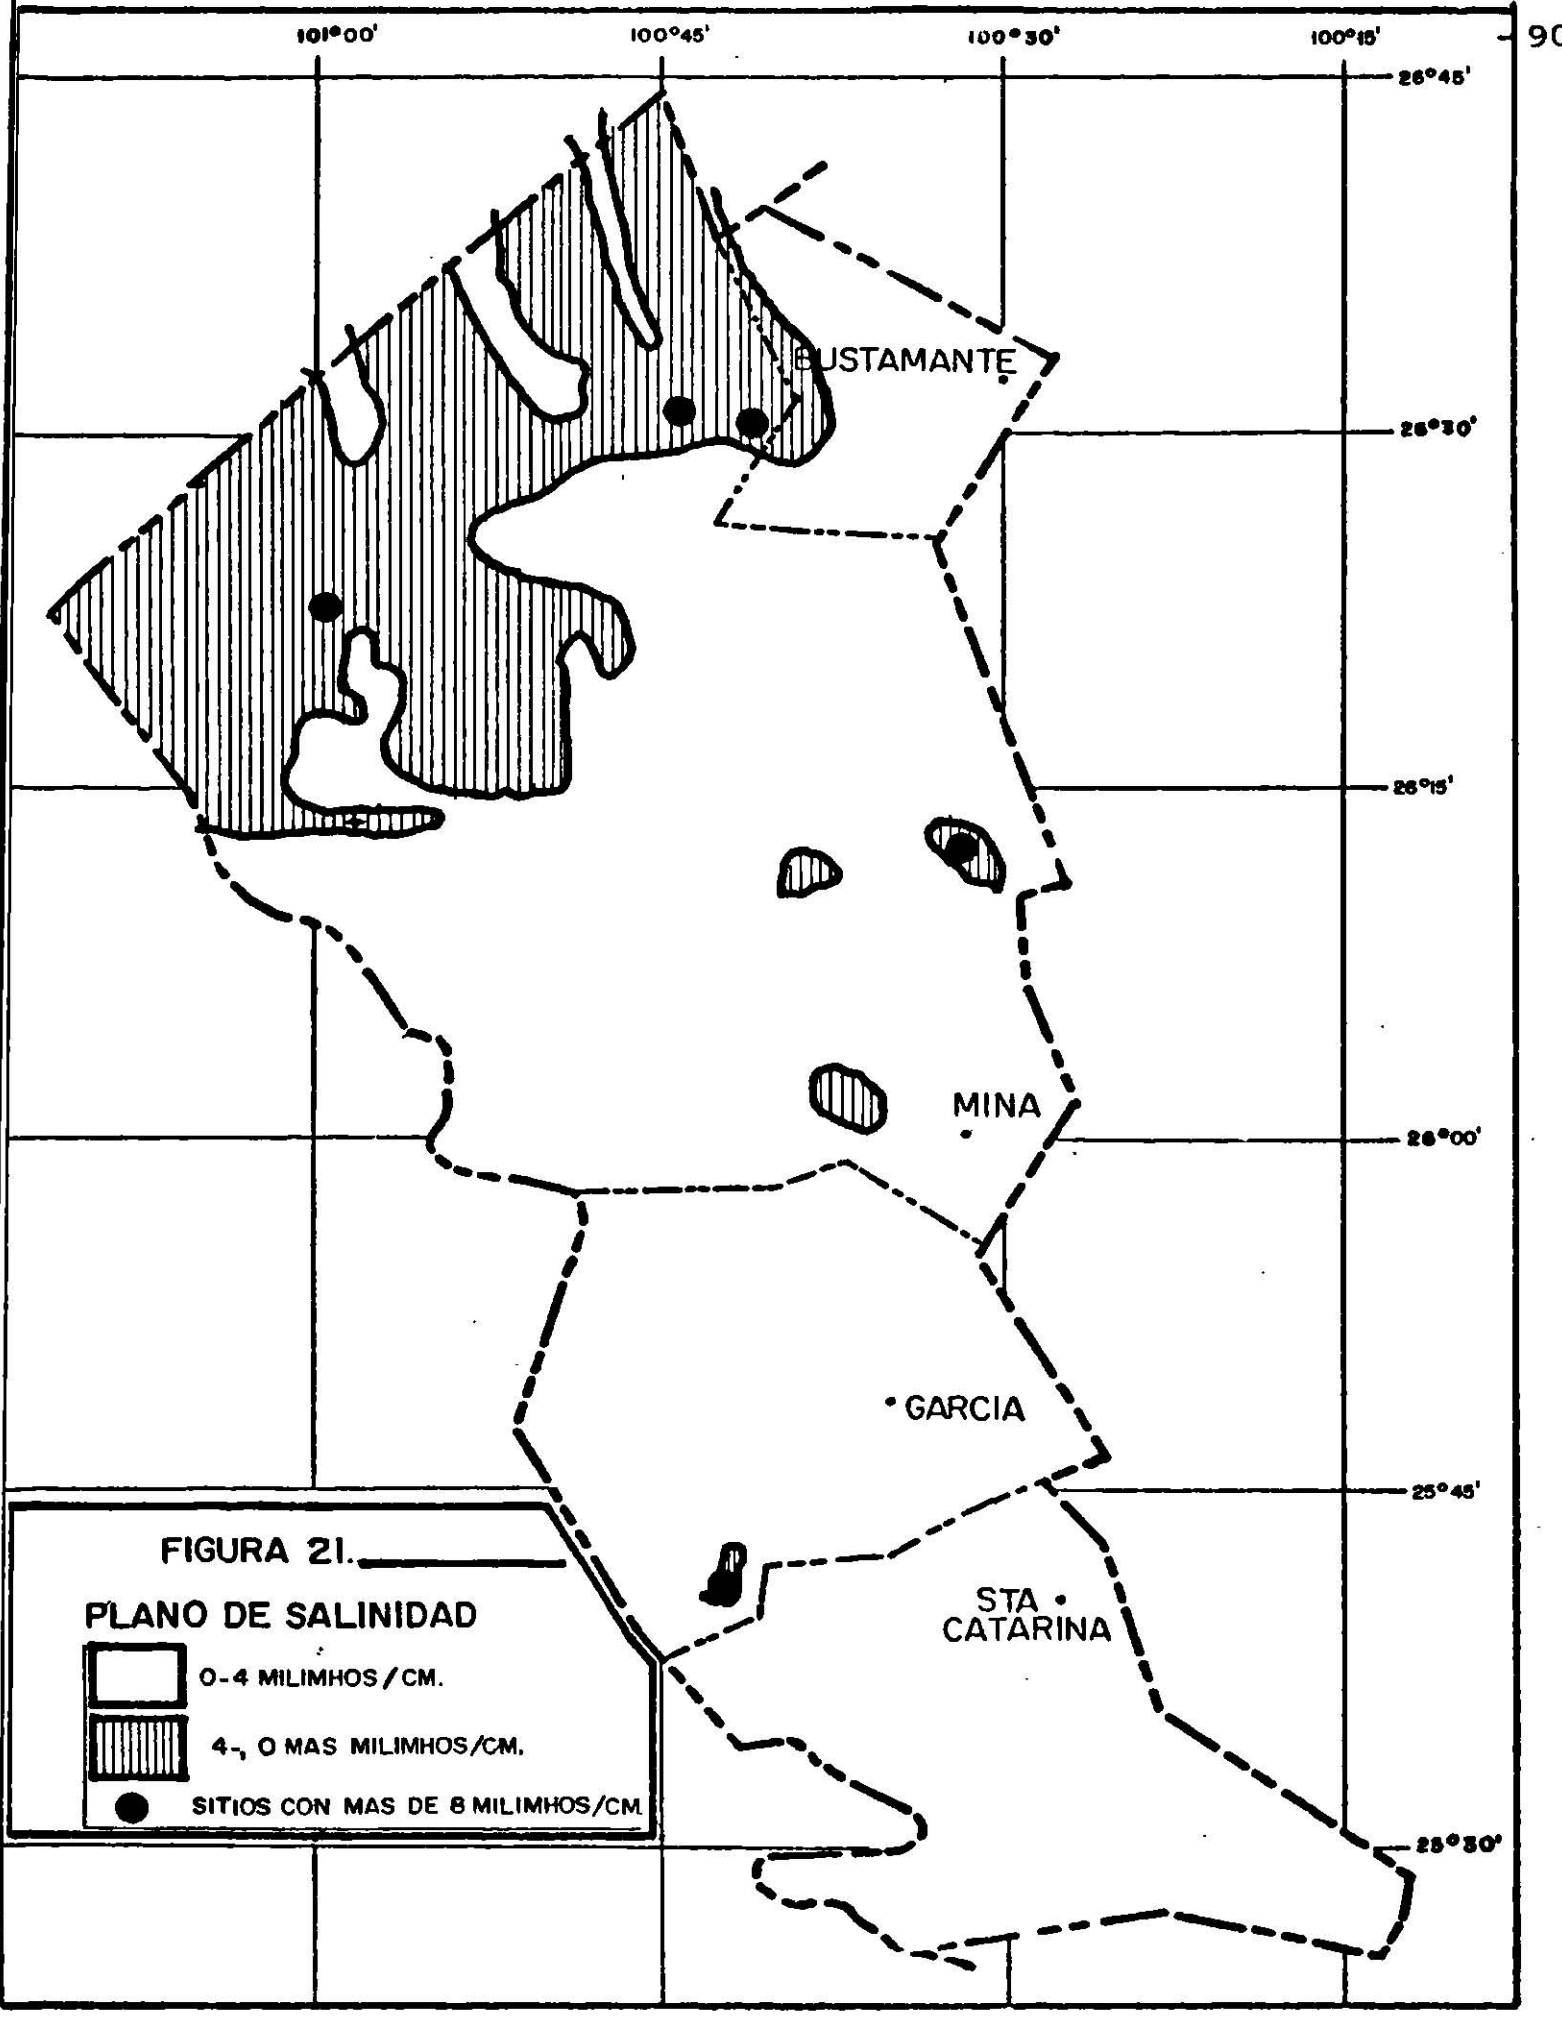 101°00' 100°45' 100°30' 100°15' 90
26°45'
BUSTAMANTE
26°30'
26°15'
MINA
26°00'
GARCIA
25°45'
FIGURA 21.
STA
CATARINA
PLANO DE SALINIDAD
0-4 MILIMHOS/CM.
4-, O MAS MILIMHOS/CM.
SITIOS CON MAS DE 8 MILIMHOS/CM.
25°30'